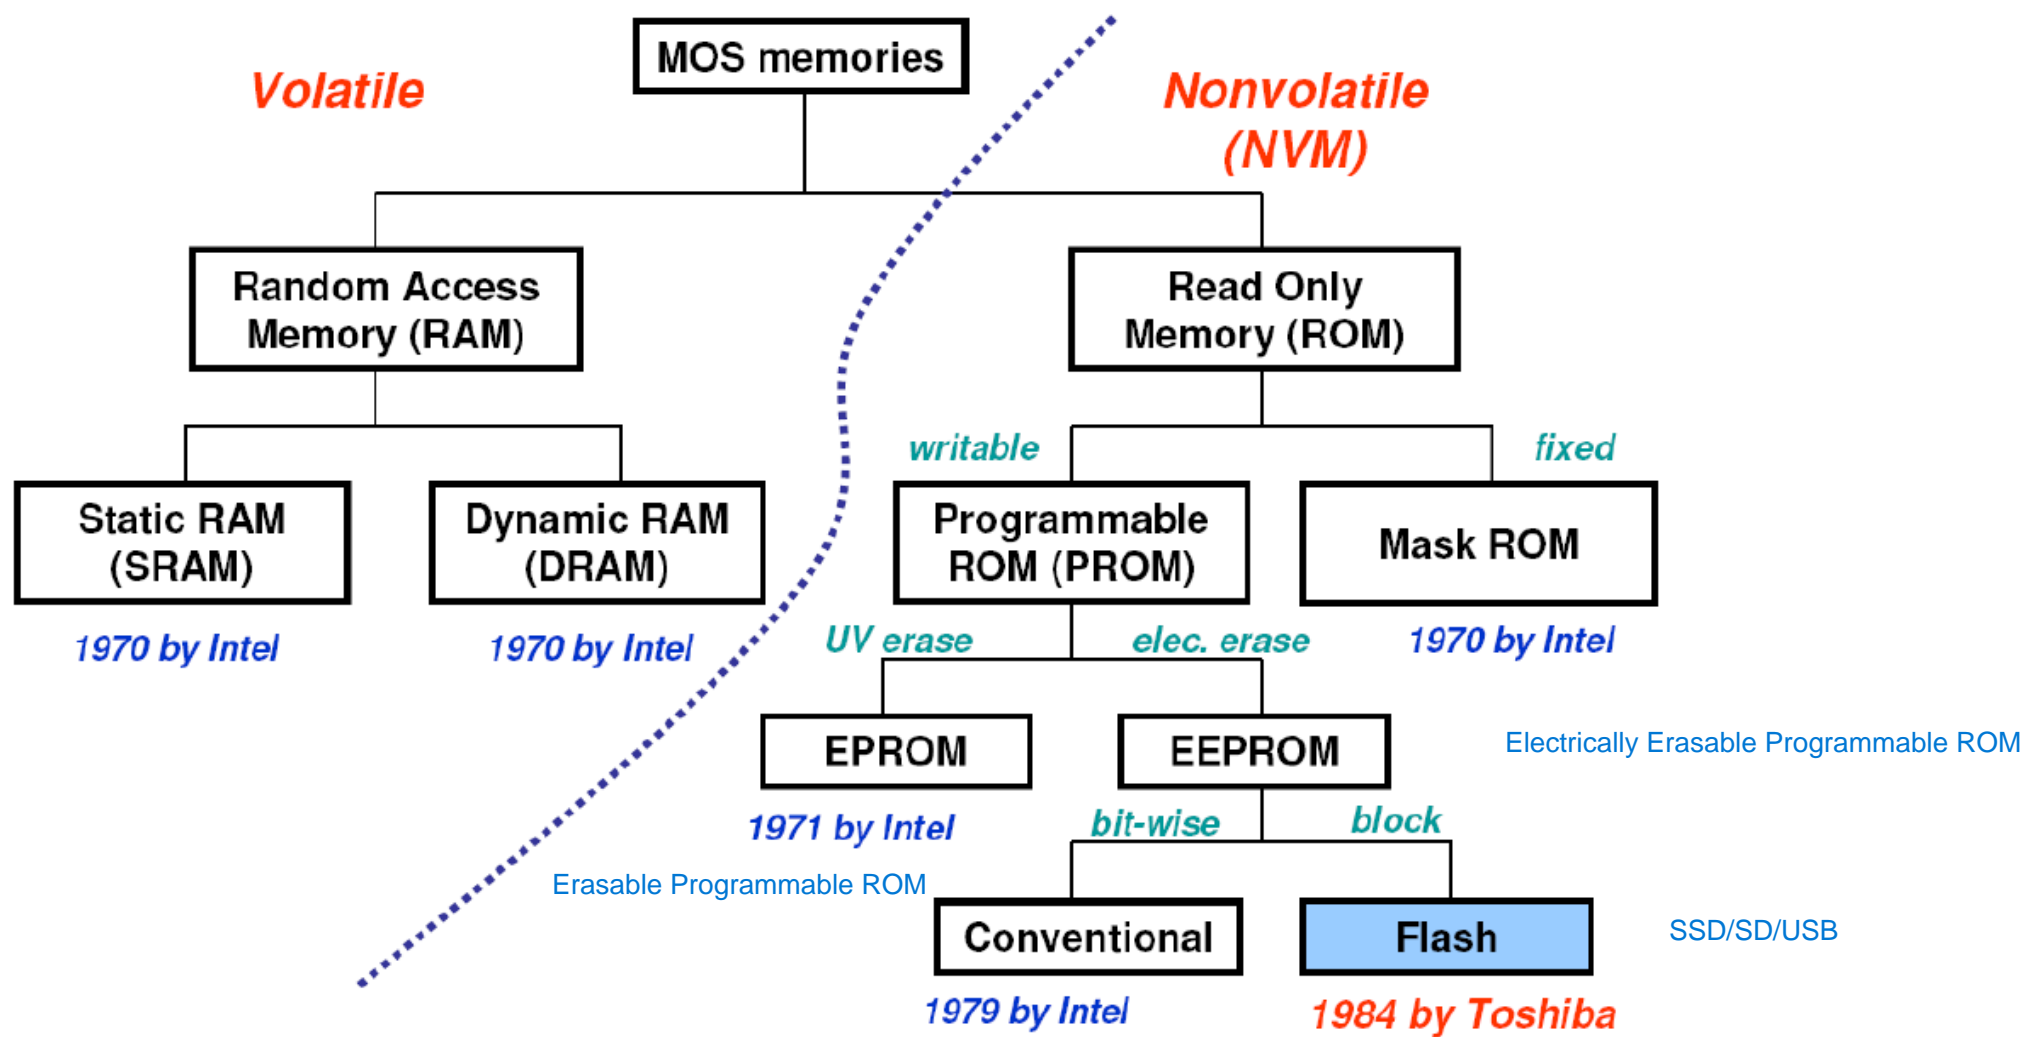 MOS memories
Volatile
Nonvolatile
(NVM)
Random Access
Memory (RAM)
Read Only
Memory (ROM)
writable
fixed
Static RAM
(SRAM)
Dynamic RAM
(DRAM)
Programmable
ROM (PROM)
Mask ROM
1970 by Intel
1970 by Intel
UV erase
elec. erase
1970 by Intel
EPROM
EEPROM
Electrically Erasable Programmable ROM
1971 by Intel
bit-wise
block
Erasable Programmable ROM
Conventional
Flash
SSD/SD/USB
1979 by Intel
1984 by Toshiba